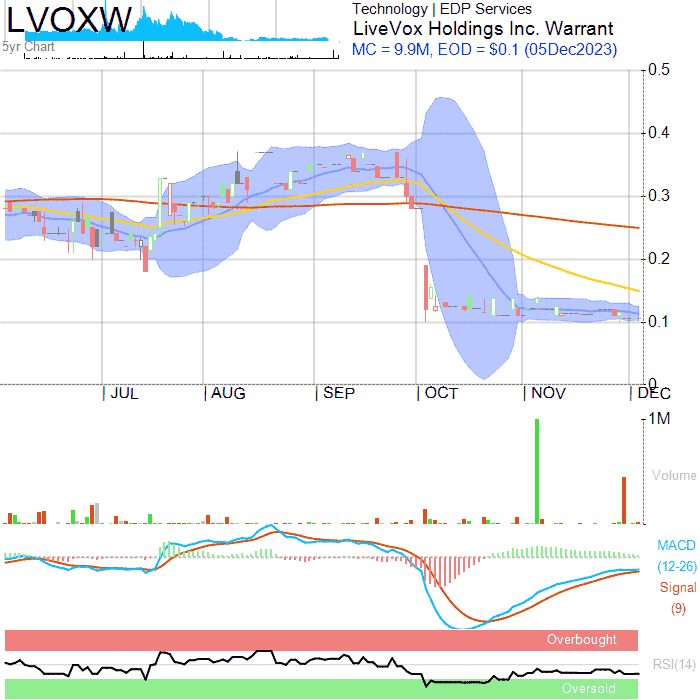 LVOXW
5yr Chart
Technology | EDP Services
LiveVox Holdings Inc. Warrant
MC = 9.9M, EOD = $0.1 (05Dec2023)
0.5
0.4
0.3
0.2
0.1
0
JUL AUG SEP OCT NOV DEC
1M
Volume
0
MACD
(12-26)
Signal
(9)
Overbought
RSI(14)
Oversold